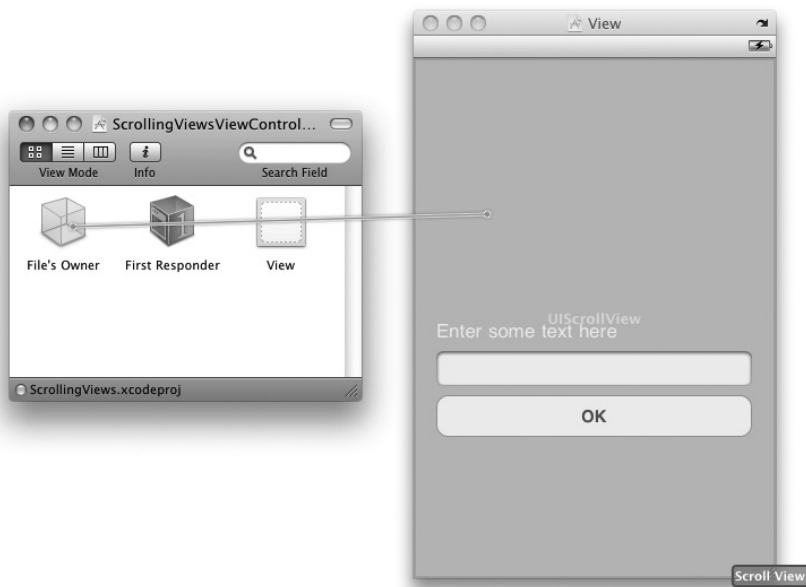 View
ScrollingViewsViewControl...
View Mode
Info
Search Field
File's Owner
First Responder
View
ScrollingViews.xcodeproj
UIScrollView
Enter some text here
OK
Scroll View